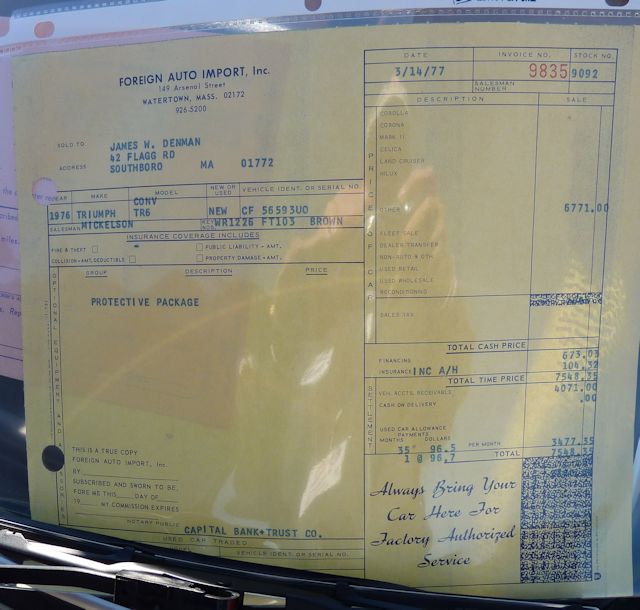 FOREIGN AUTO IMPORT, Inc.
149 Arsenal Street
WATERTOWN, MASS. 02172
926-5200
DATE INVOICE NO. STOCK NO.
3/14/77 9835 9092
SALESMAN NUMBER
SOLD TO JAMES W. DENMAN
42 FLAGG RD
ADDRESS SOUTHBORO MA 01772
YEAR MAKE MODEL NEW OR USED VEHICLE IDENT. OR SERIAL NO.
1976 TRIUMPH CONV TR6 NEW CF 56593UO
SALESMAN MICKELSON KEY NOS. WR1226 FT103 BROWN
INSURANCE COVERAGE INCLUDES
FIRE & THEFT PUBLIC LIABILITY - AMT.
COLLISION - AMT. DEDUCTIBLE PROPERTY DAMAGE - AMT.
GROUP DESCRIPTION PRICE
PROTECTIVE PACKAGE
OPTIONAL EQUIPMENT AND
THIS IS A TRUE COPY
FOREIGN AUTO IMPORT, Inc.
BY
SUBSCRIBED AND SWORN TO BE-
FORE ME THIS DAY OF
19 MY COMMISSION EXPIRES
NOTARY PUBLIC
CAPITAL BANK+TRUST CO.
USED CAR TRADED
MODEL VEHICLE IDENT. OR SERIAL NO.
DESCRIPTION SALE
PRICE OF CAR
COROLLA
CORONA
MARK II
CELICA
LAND CRUISER
HILUX
OTHER 6771.00
FLEET SALE
DEALER TRANSFER
NON-AUTO & OTH.
USED RETAIL
USED WHOLESALE
RECONDITIONING
SALES TAX
TOTAL CASH PRICE
FINANCING 673.03
INSURANCE INC A/H 104.32
TOTAL TIME PRICE 7548.35
SETTLEMENT
VEH. ACCTS. RECEIVABLE 4071.00
CASH ON DELIVERY .00
USED CAR ALLOWANCE
PAYMENTS
MONTHS DOLLARS
35 96.5 PER MONTH 3477.35
1 @ 96.7 TOTAL 7548.35
Always Bring Your
Car Here For
Factory Authorized
Service